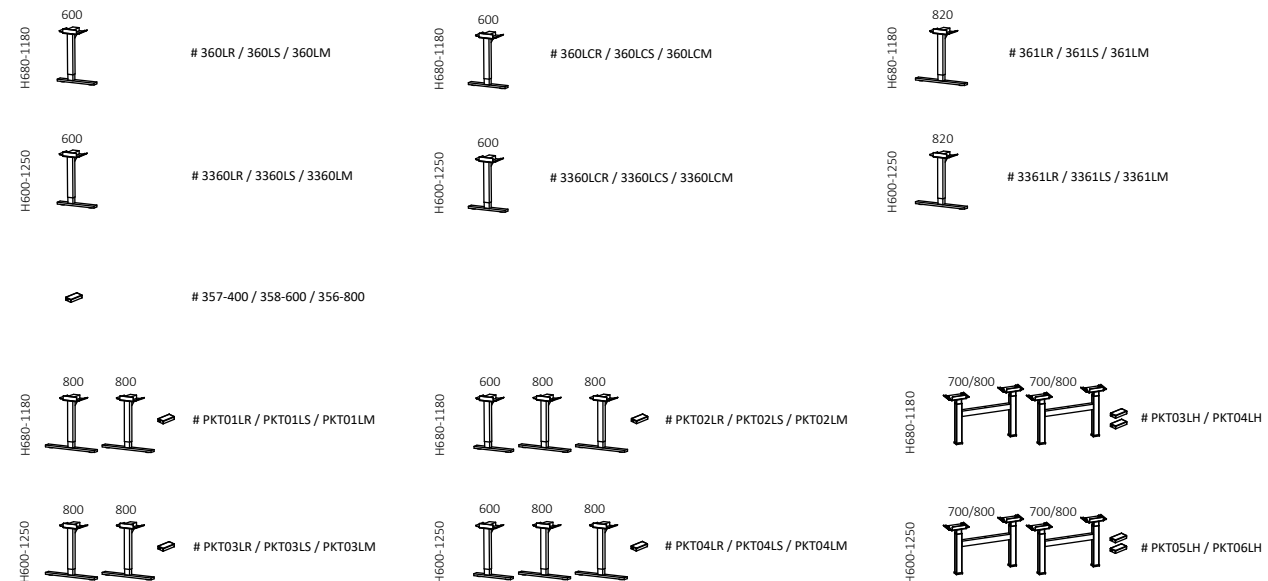 600
H680-1180
# 360LR / 360LS / 360LM
600
H680-1180
# 360LCR / 360LCS / 360LCM
820
H680-1180
# 361LR / 361LS / 361LM
600
H600-1250
# 3360LR / 3360LS / 3360LM
600
H600-1250
# 3360LCR / 3360LCS / 3360LCM
820
H600-1250
# 3361LR / 3361LS / 3361LM
# 357-400 / 358-600 / 356-800
800 800
H680-1180
# PKT01LR / PKT01LS / PKT01LM
600 800 800
H680-1180
# PKT02LR / PKT02LS / PKT02LM
700/800 700/800
H680-1180
# PKT03LH / PKT04LH
800 800
H600-1250
# PKT03LR / PKT03LS / PKT03LM
600 800 800
H600-1250
# PKT04LR / PKT04LS / PKT04LM
700/800 700/800
H600-1250
# PKT05LH / PKT06LH